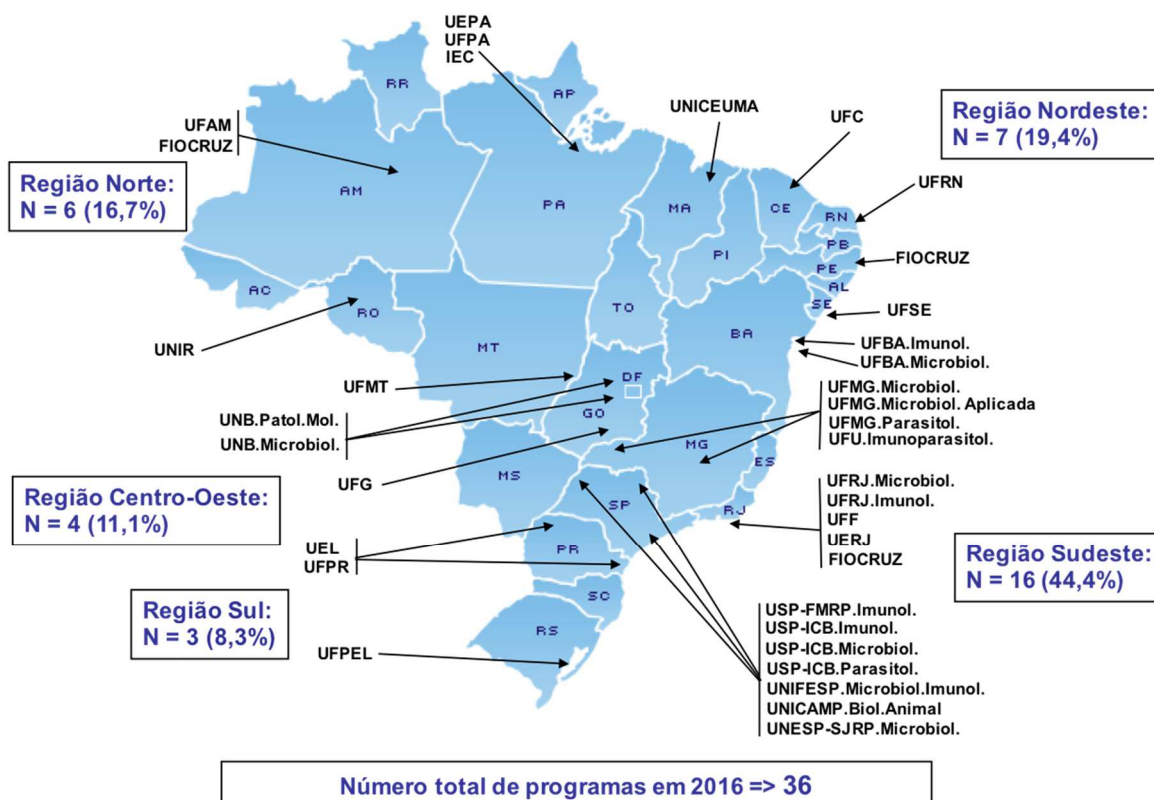 UEPA
UFPA
IEC
RR
AP
UNICEUMA
UFC
Região Nordeste:
N = 7 (19,4%)
UFAM
FIOCRUZ
Região Norte:
N = 6 (16,7%)
AM
PA
MA
CE
RN
UFRN
PB
PI
PE
FIOCRUZ
AL
SE
AC
RO
TO
BA
UFSE
UNIR
MT
UFBA.Imunol.
UFBA.Microbiol.
UFMT
DF
UFMG.Microbiol.
UFMG.Microbiol. Aplicada
UFMG.Parasitol.
UFU.Imunoparasitol.
UNB.Patol.Mol.
UNB.Microbiol.
GO
MG
ES
UFG
MS
Região Centro-Oeste:
N = 4 (11,1%)
SP
RJ
UFRJ.Microbiol.
UFRJ.Imunol.
UFF
UERJ
FIOCRUZ
Região Sudeste:
N = 16 (44,4%)
UEL
UFPR
PR
SC
Região Sul:
N = 3 (8,3%)
RS
UFPEL
USP-FMRP.Imunol.
USP-ICB.Imunol.
USP-ICB.Microbiol.
USP-ICB.Parasitol.
UNIFESP.Microbiol.Imunol.
UNICAMP.Biol.Animal
UNESP-SJRP.Microbiol.
Número total de programas em 2016 => 36